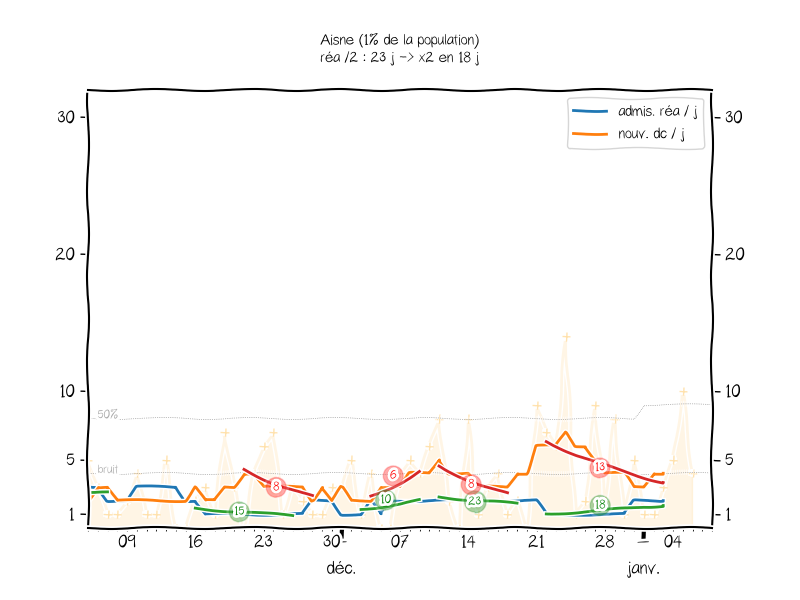 Aisne (1% de la population)
réa /2 : 23 j -> x2 en 18 j
admis. réa / j
nouv. dc / j
30
30
20
20
10
10
50%
5
5
bruit
1
1
8
15
6
10
8
23
13
18
09 16 23 30 07 14 21 28 04
déc. janv.